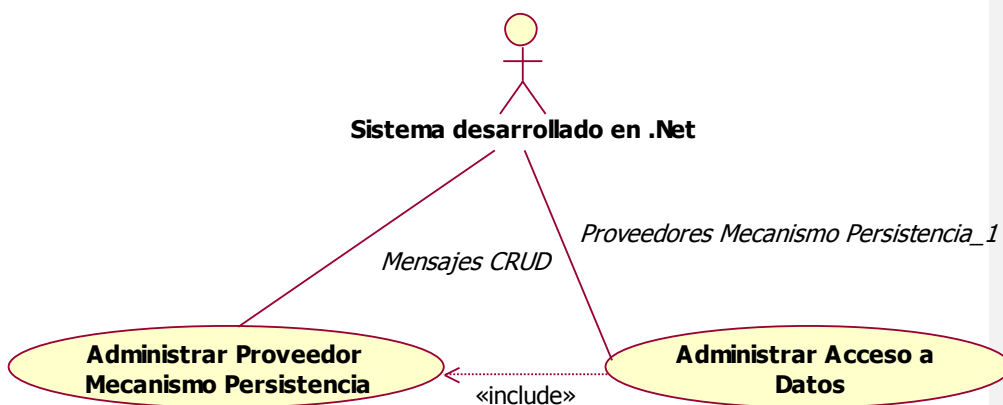 Sistema desarrollado en .Net
Proveedores Mecanismo Persistencia_1
Mensajes CRUD
Administrar Proveedor
Mecanismo Persistencia
Administrar Acceso a
Datos
«include»